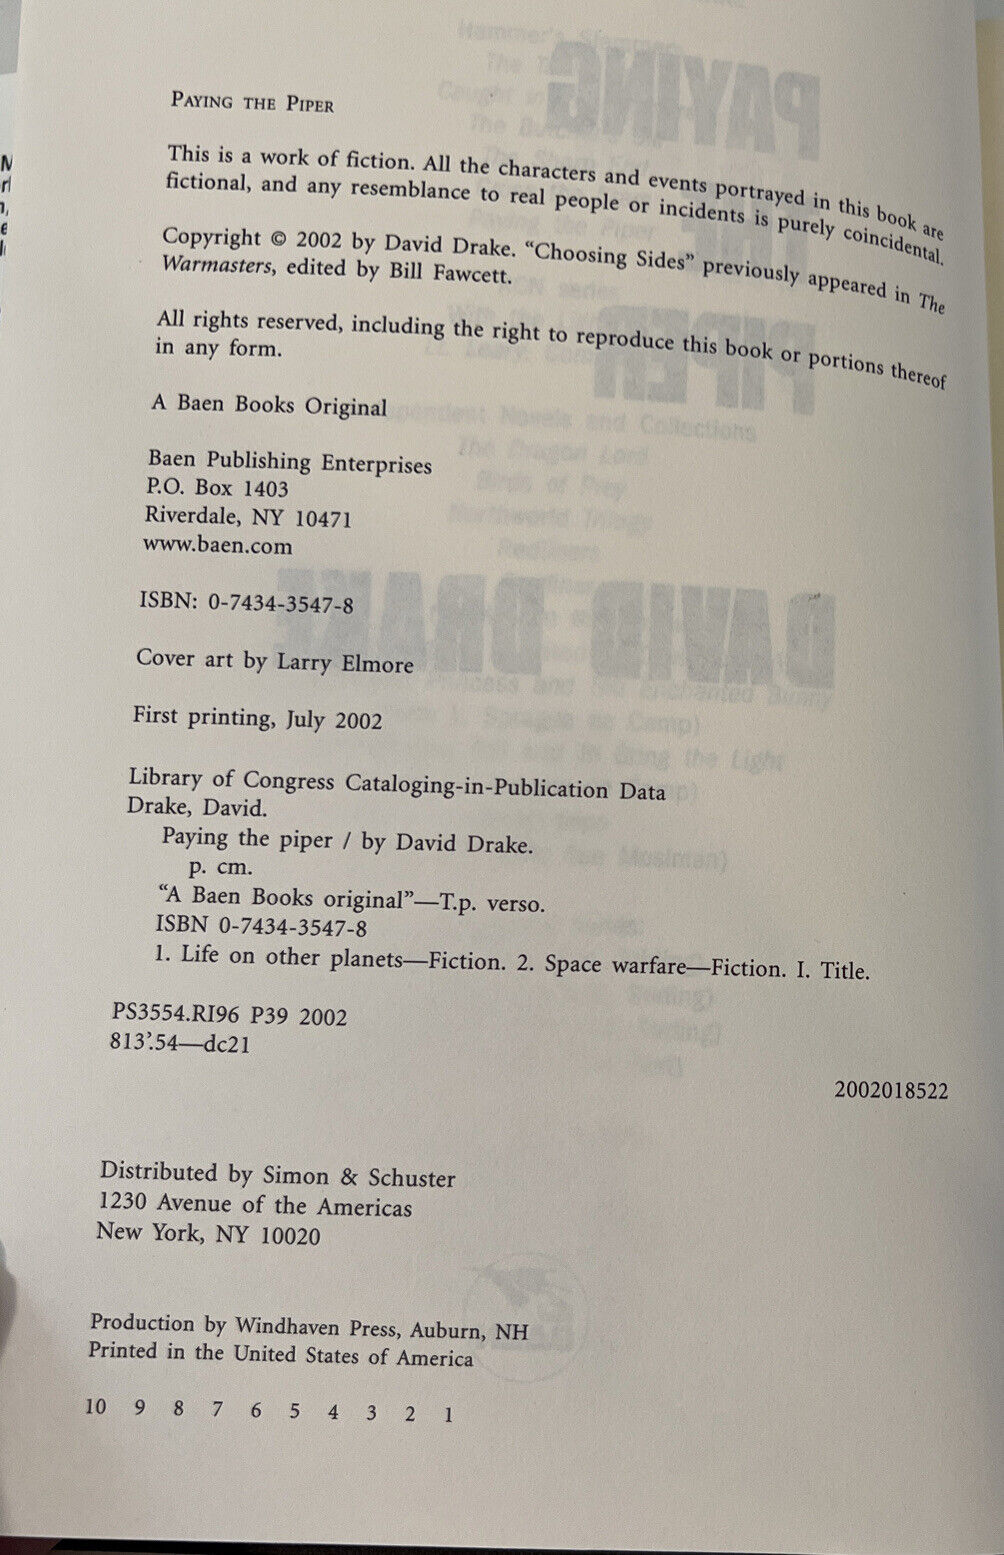 PAYING THE PIPER
This is a work of fiction. All the characters and events portrayed in this book are
fictional, and any resemblance to real people or incidents is purely coincidental.
Copyright © 2002 by David Drake. “Choosing Sides” previously appeared in The
Warmasters, edited by Bill Fawcett.
All rights reserved, including the right to reproduce this book or portions thereof
in any form.
A Baen Books Original
Baen Publishing Enterprises
P.O. Box 1403
Riverdale, NY 10471
www.baen.com
ISBN: 0-7434-3547-8
Cover art by Larry Elmore
First printing, July 2002
Library of Congress Cataloging-in-Publication Data
Drake, David.
Paying the piper / by David Drake.
p. cm.
“A Baen Books original”—T.p. verso.
ISBN 0-7434-3547-8
1. Life on other planets—Fiction. 2. Space warfare—Fiction. I. Title.
PS3554.RI96 P39 2002
813’.54—dc21
2002018522
Distributed by Simon & Schuster
1230 Avenue of the Americas
New York, NY 10020
Production by Windhaven Press, Auburn, NH
Printed in the United States of America
10 9 8 7 6 5 4 3 2 1